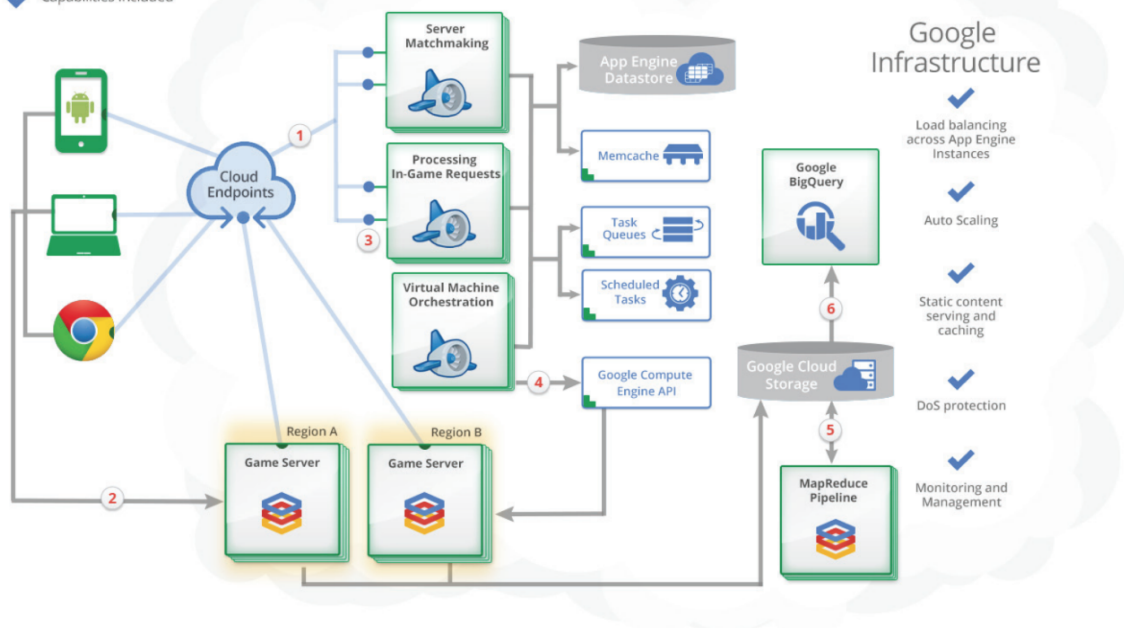 Capabilities Included
Server
Matchmaking
App Engine
Datastore
Google
Infrastructure
1
Load balancing
across App Engine
Instances
Processing
In-Game Requests
Memcache
Google
BigQuery
Cloud
Endpoints
3
Task
Queues
Auto Scaling
Virtual Machine
Orchestration
Scheduled
Tasks
6
Static content
serving and
caching
4
Google Compute
Engine API
Google Cloud
Storage
DoS protection
5
Region A
Region B
Game Server
Game Server
2
MapReduce
Pipeline
Monitoring and
Management